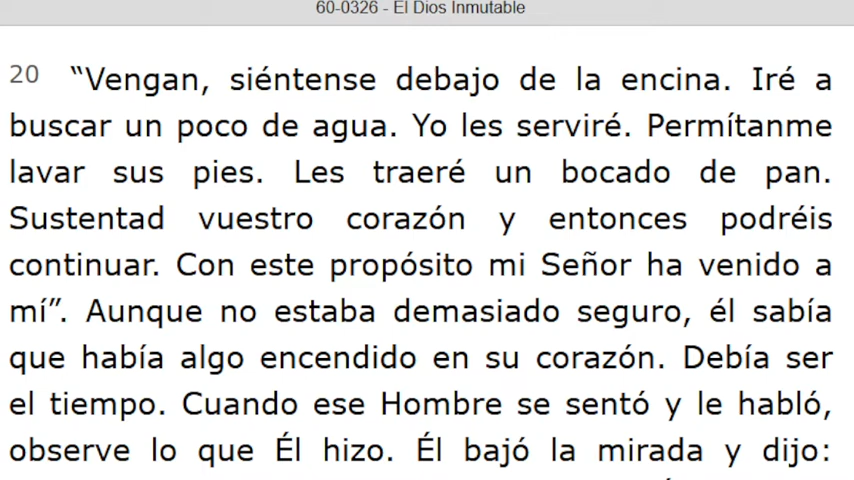 60-0326 - El Dios Inmutable
20 “Vengan, siéntense debajo de la encina. Iré a
buscar un poco de agua. Yo les serviré. Permítanme
lavar sus pies. Les traeré un bocado de pan.
Sustentad vuestro corazón y entonces podréis
continuar. Con este propósito mi Señor ha venido a
mí”. Aunque no estaba demasiado seguro, él sabía
que había algo encendido en su corazón. Debía ser
el tiempo. Cuando ese Hombre se sentó y le habló,
observe lo que Él hizo. Él bajó la mirada y dijo: